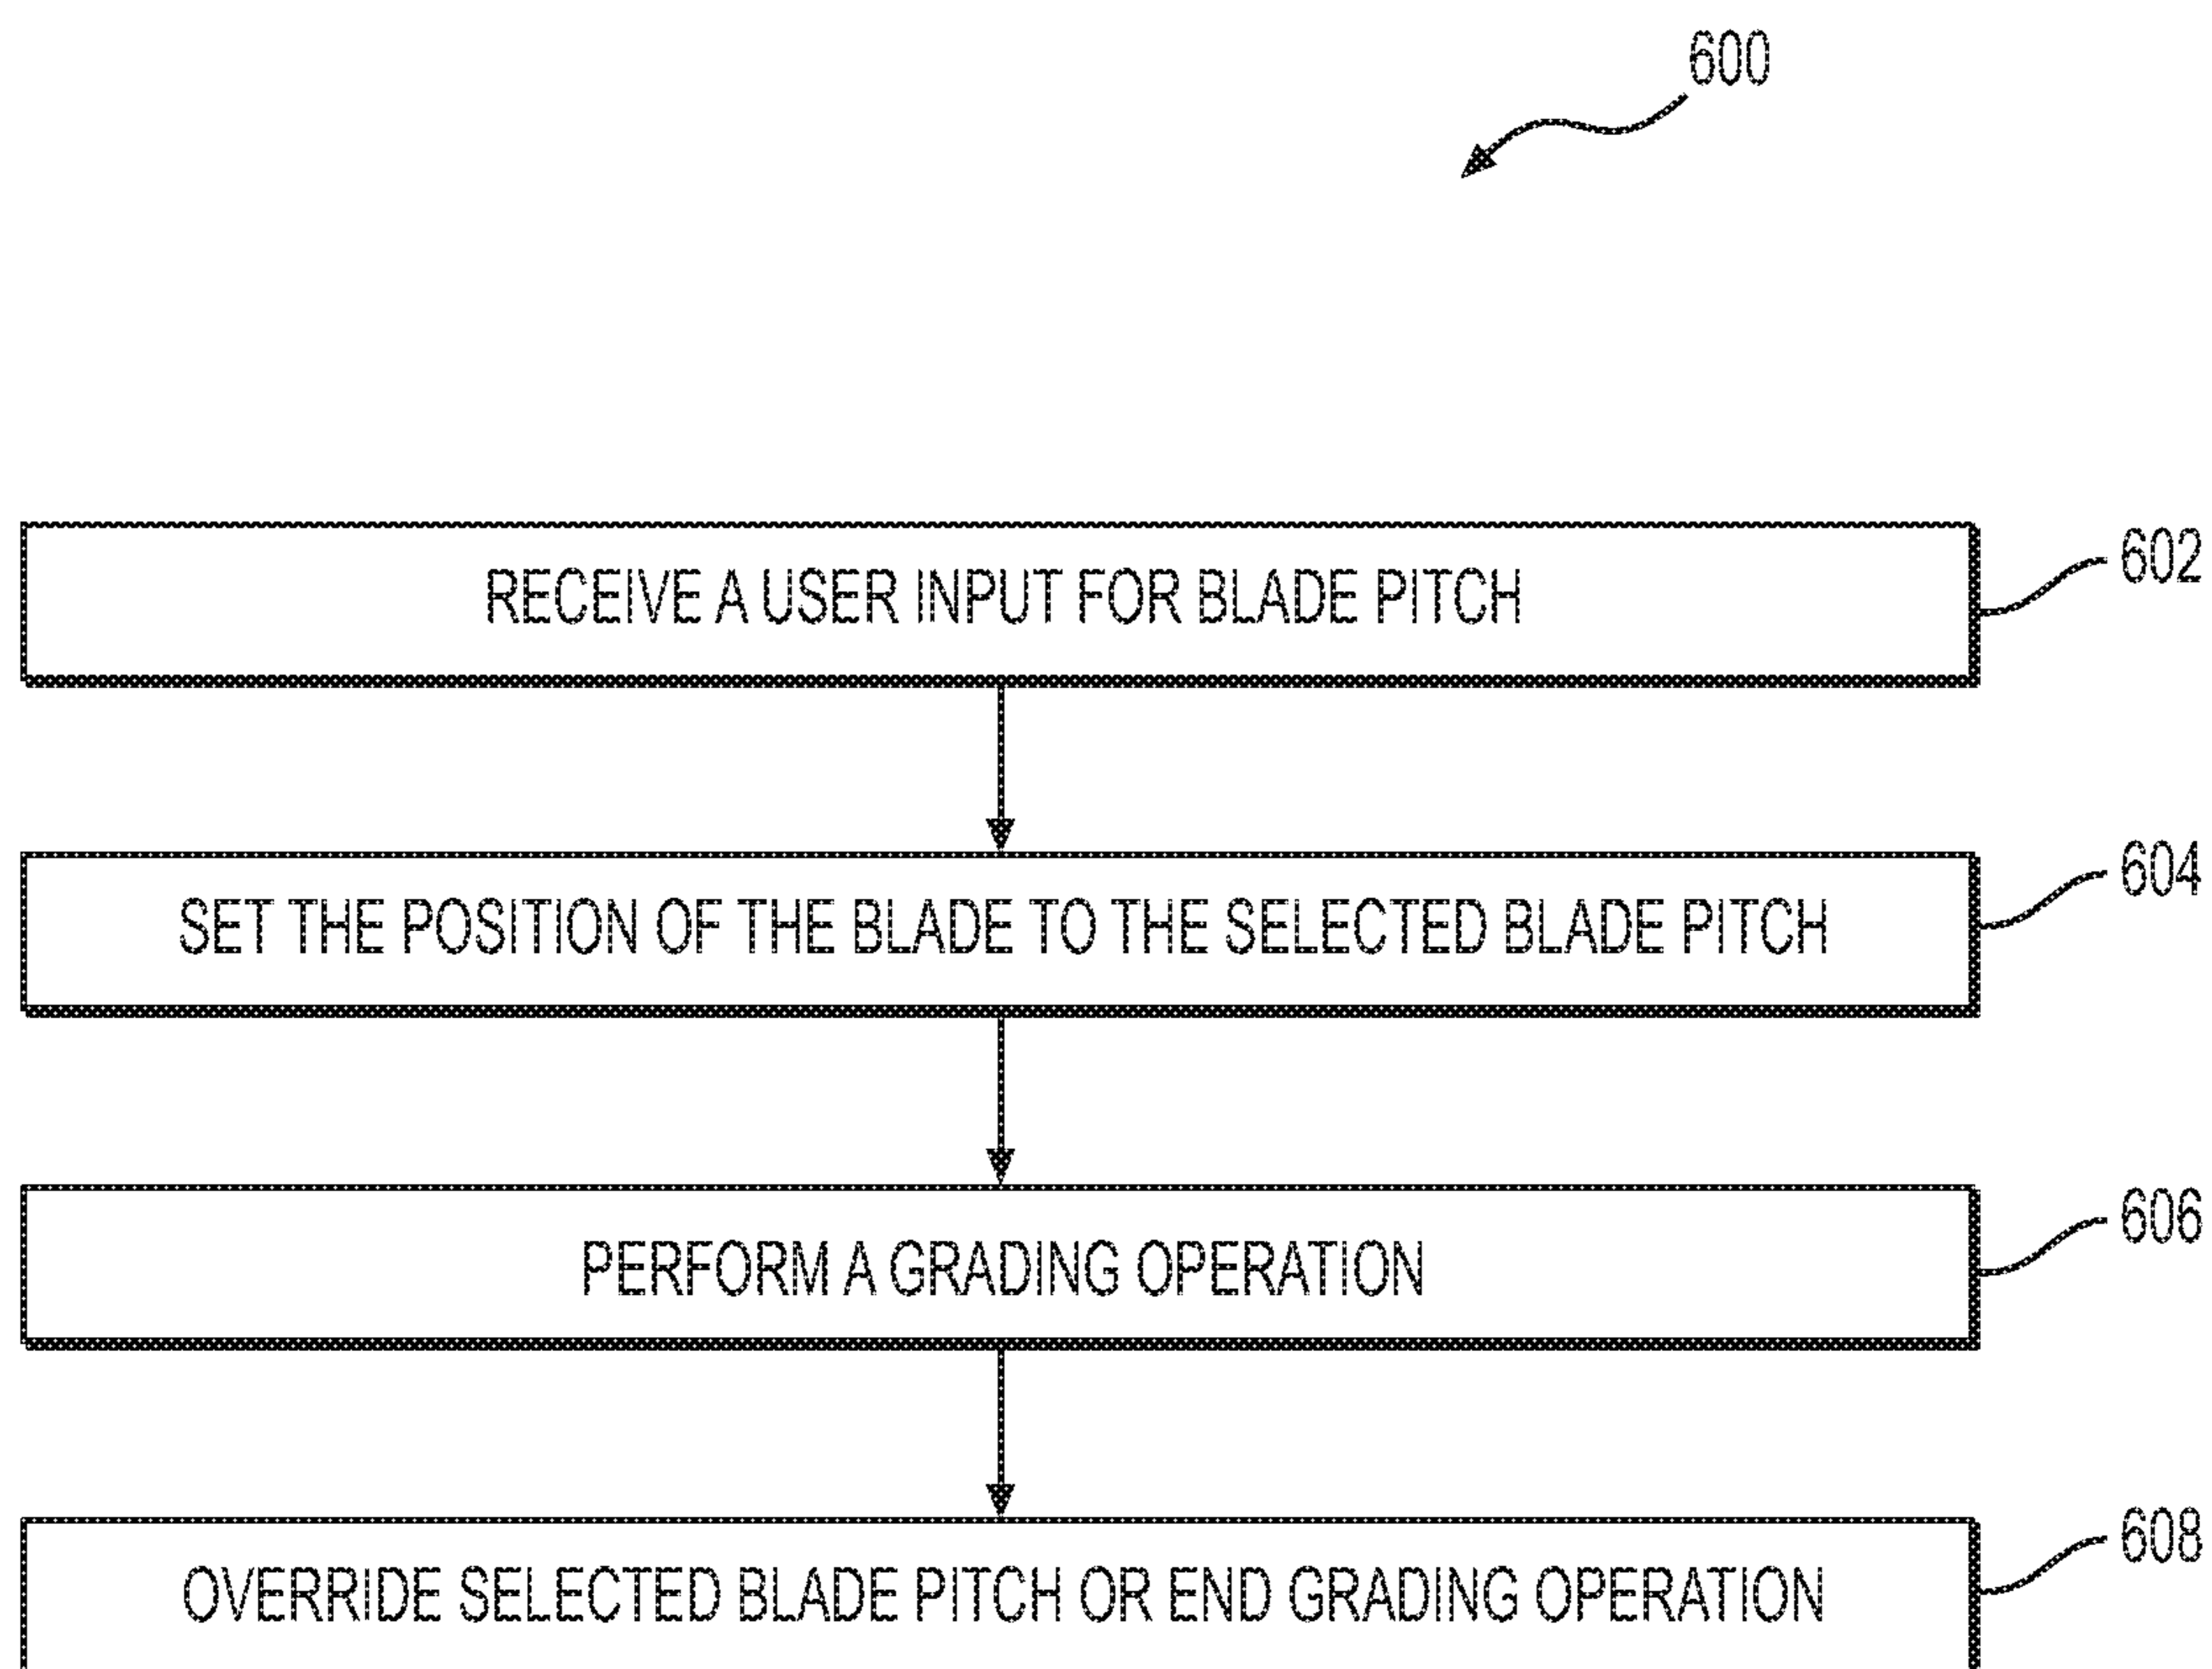 600
RECEIVE A USER INPUT FOR BLADE PITCH
602
SET THE POSITION OF THE BLADE TO THE SELECTED BLADE PITCH
604
PERFORM A GRADING OPERATION
606
OVERRIDE SELECTED BLADE PITCH OR END GRADING OPERATION
608